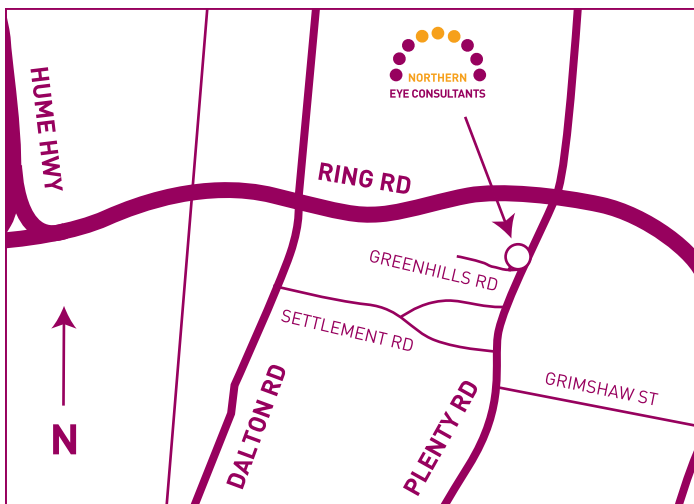 HUME HWY
NORTHERN
EYE CONSULTANTS
RING RD
GREENHILLS RD
SETTLEMENT RD
DALTON RD
PLENTY RD
GRIMSHAW ST
N